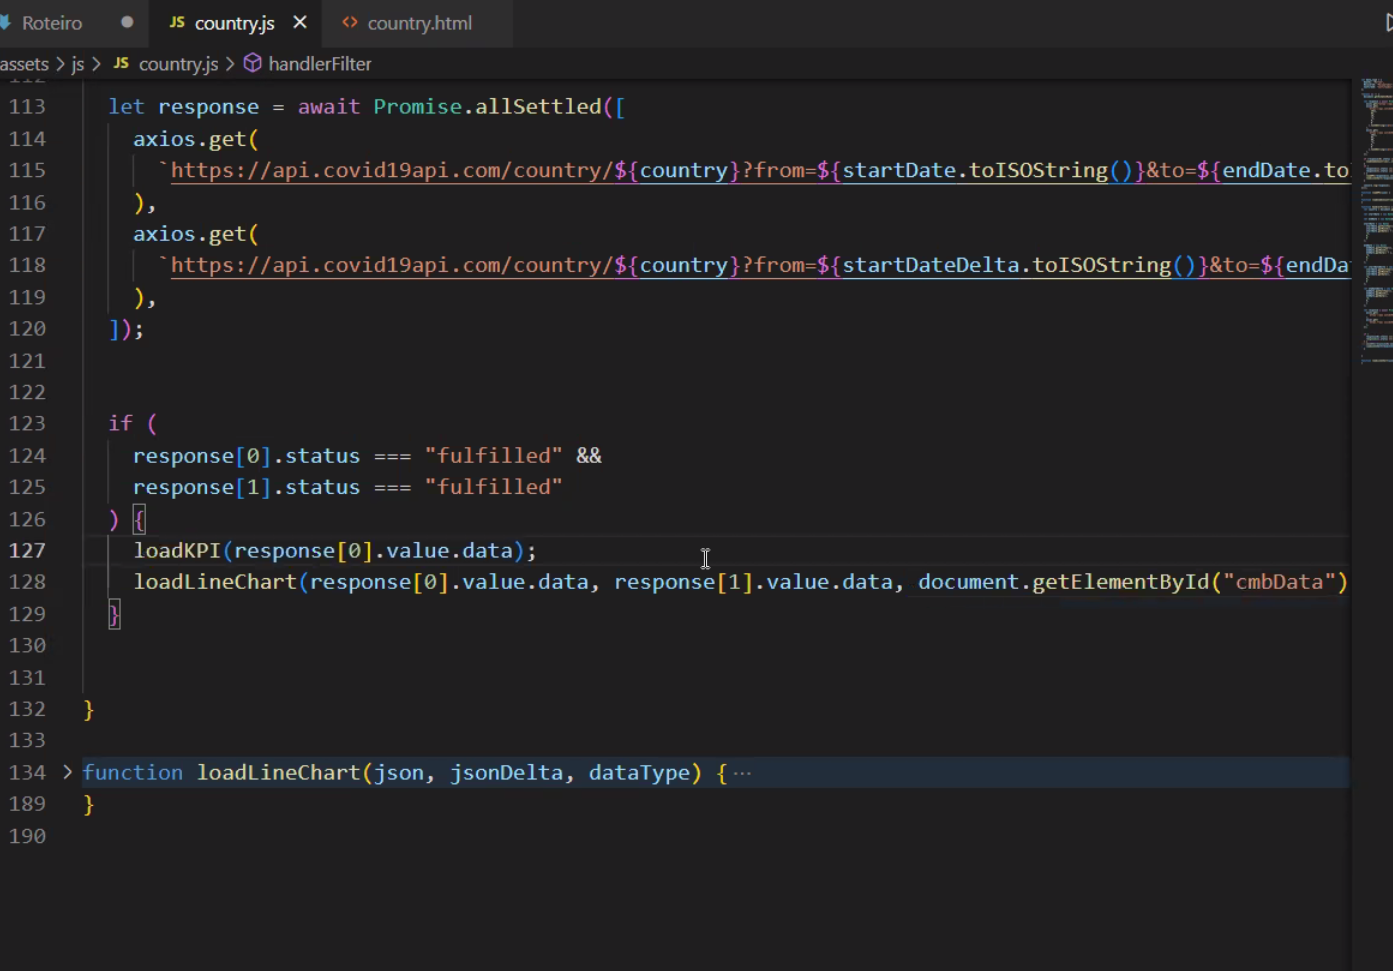 Roteiro
JS country.js ×
<> country.html
assets > js > JS country.js > handlerFilter
112
113 let response = await Promise.allSettled([
114 axios.get(
115 `https://api.covid19api.com/country/${country}?from=${startDate.toISOString()}&to=${endDate.to
116 ),
117 axios.get(
118 `https://api.covid19api.com/country/${country}?from=${startDateDelta.toISOString()}&to=${endDa
119 ),
120 ]);
121
122
123 if (
124 response[0].status === "fulfilled" &&
125 response[1].status === "fulfilled"
126 ) {
127 loadKPI(response[0].value.data);
128 loadLineChart(response[0].value.data, response[1].value.data, document.getElementById("cmbData")
129 }
130
131
132 }
133
134 > function loadLineChart(json, jsonDelta, dataType) { ···
189 }
190